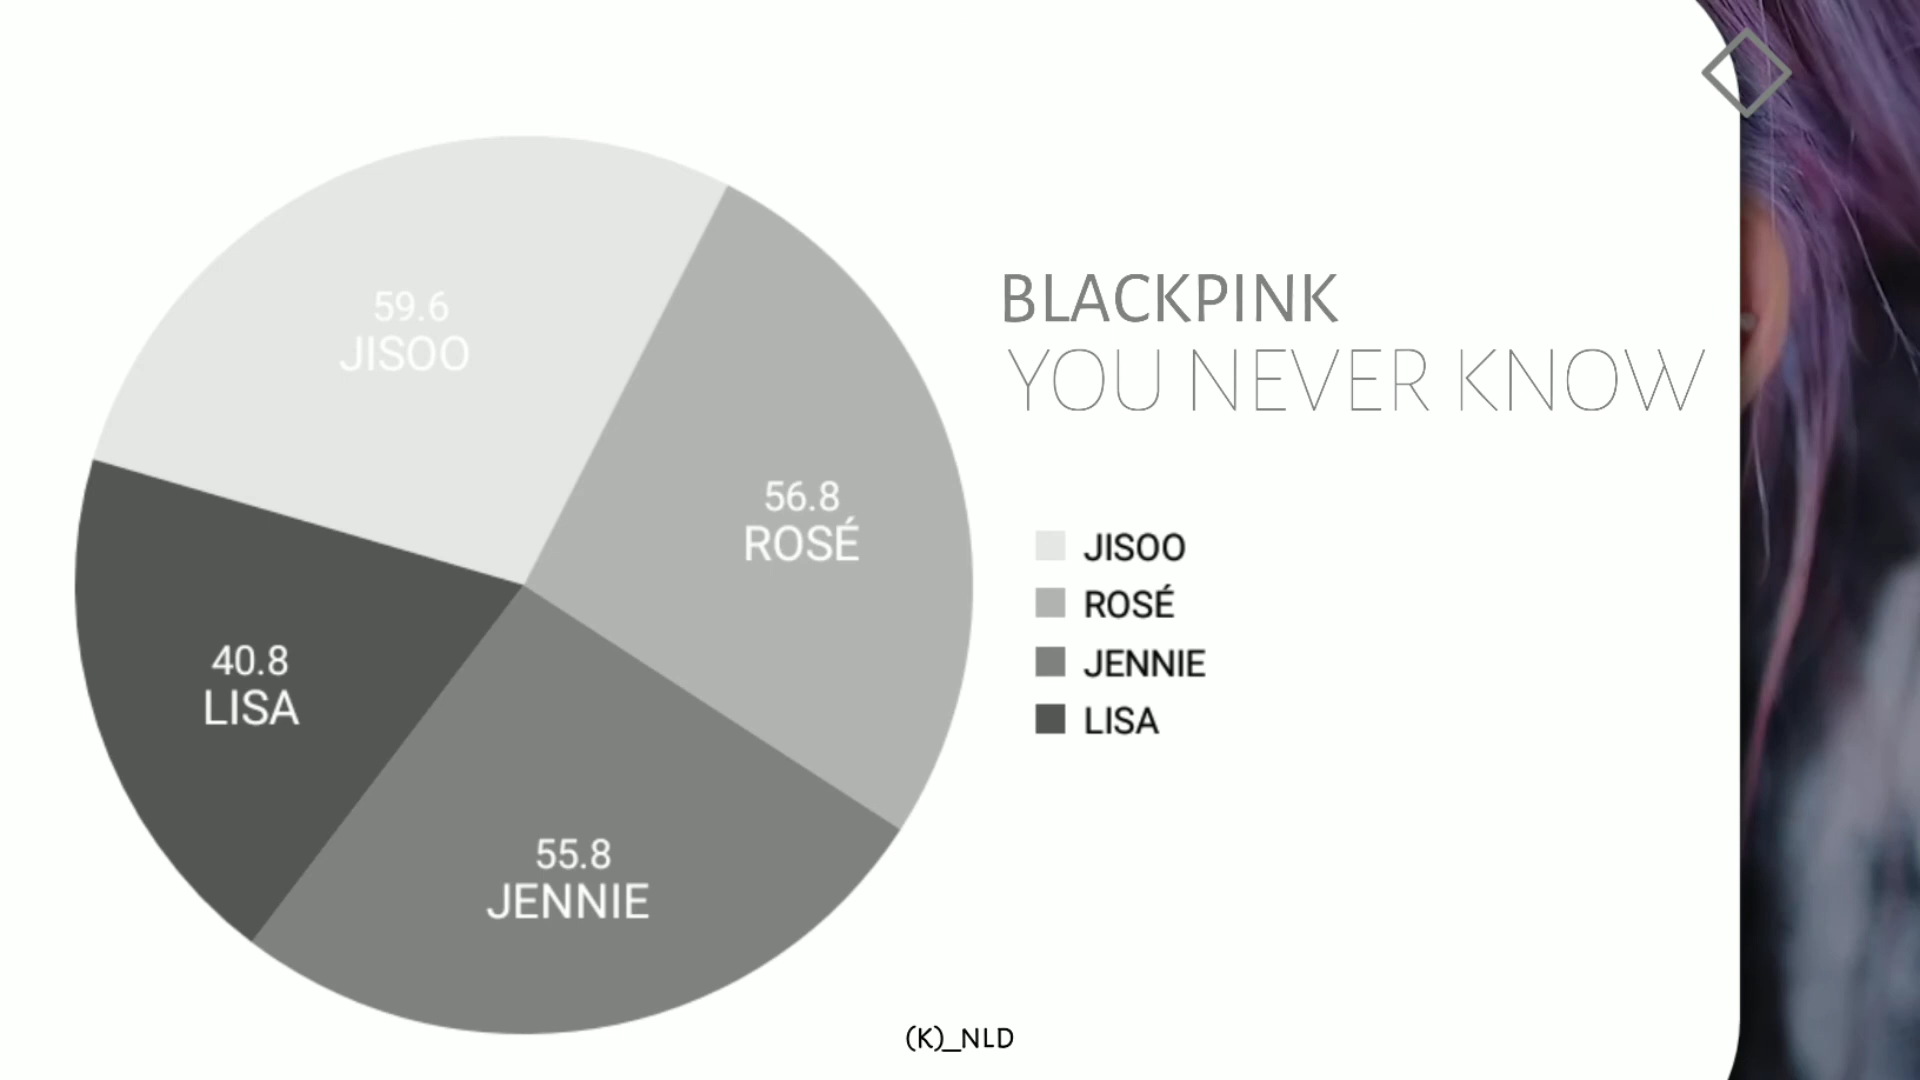 59.6
JISOO
56.8
ROSÉ
40.8
LISA
55.8
JENNIE
BLACKPINK
YOU NEVER KNOW
JISOO
ROSÉ
JENNIE
LISA
(K)_NLD